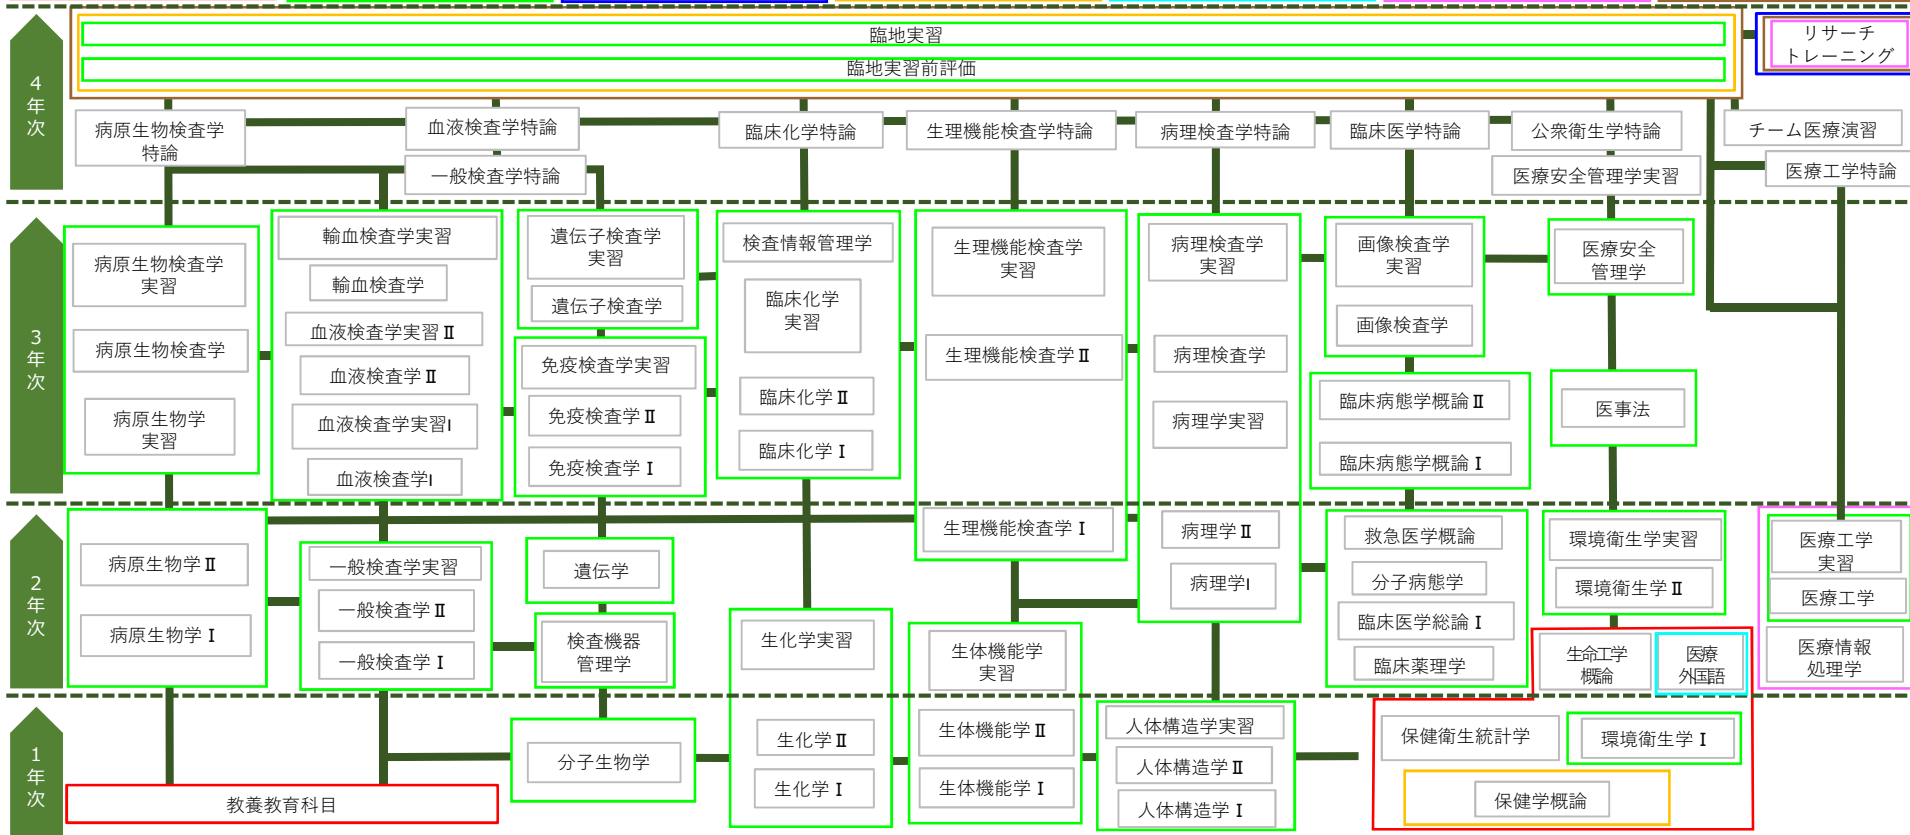 4
年
次
臨地実習
臨地実習前評価
リサーチ
トレーニング
病原生物検査学
特論
血液検査学特論
臨床化学特論
生理機能検査学特論
病理検査学特論
臨床医学特論
公衆衛生学特論
チーム医療演習
一般検査学特論
医療安全管理学実習
医療工学特論
3
年
次
病原生物検査学
実習
病原生物検査学
病原生物学
実習
輸血検査学実習
輸血検査学
血液検査学実習Ⅱ
血液検査学Ⅱ
血液検査学実習I
血液検査学I
遺伝子検査学
実習
遺伝子検査学
免疫検査学実習
免疫検査学Ⅱ
免疫検査学Ⅰ
検査情報管理学
臨床化学
実習
臨床化学Ⅱ
臨床化学Ⅰ
生理機能検査学
実習
生理機能検査学Ⅱ
病理検査学
実習
病理検査学
病理学実習
画像検査学
実習
画像検査学
臨床病態学概論Ⅱ
臨床病態学概論Ⅰ
医療安全
管理学
医事法
2
年
次
病原生物学Ⅱ
病原生物学Ⅰ
一般検査学実習
一般検査学Ⅱ
一般検査学Ⅰ
遺伝学
検査機器
管理学
生化学実習
生理機能検査学Ⅰ
生体機能学
実習
病理学Ⅱ
病理学I
救急医学概論
分子病態学
臨床医学総論Ⅰ
臨床薬理学
環境衛生学実習
環境衛生学Ⅱ
生命工学
概論
医療
外国語
医療工学
実習
医療工学
医療情報
処理学
1
年
次
教養教育科目
分子生物学
生化学Ⅱ
生化学Ⅰ
生体機能学Ⅱ
生体機能学Ⅰ
人体構造学実習
人体構造学Ⅱ
人体構造学Ⅰ
保健衛生統計学
環境衛生学Ⅰ
保健学概論